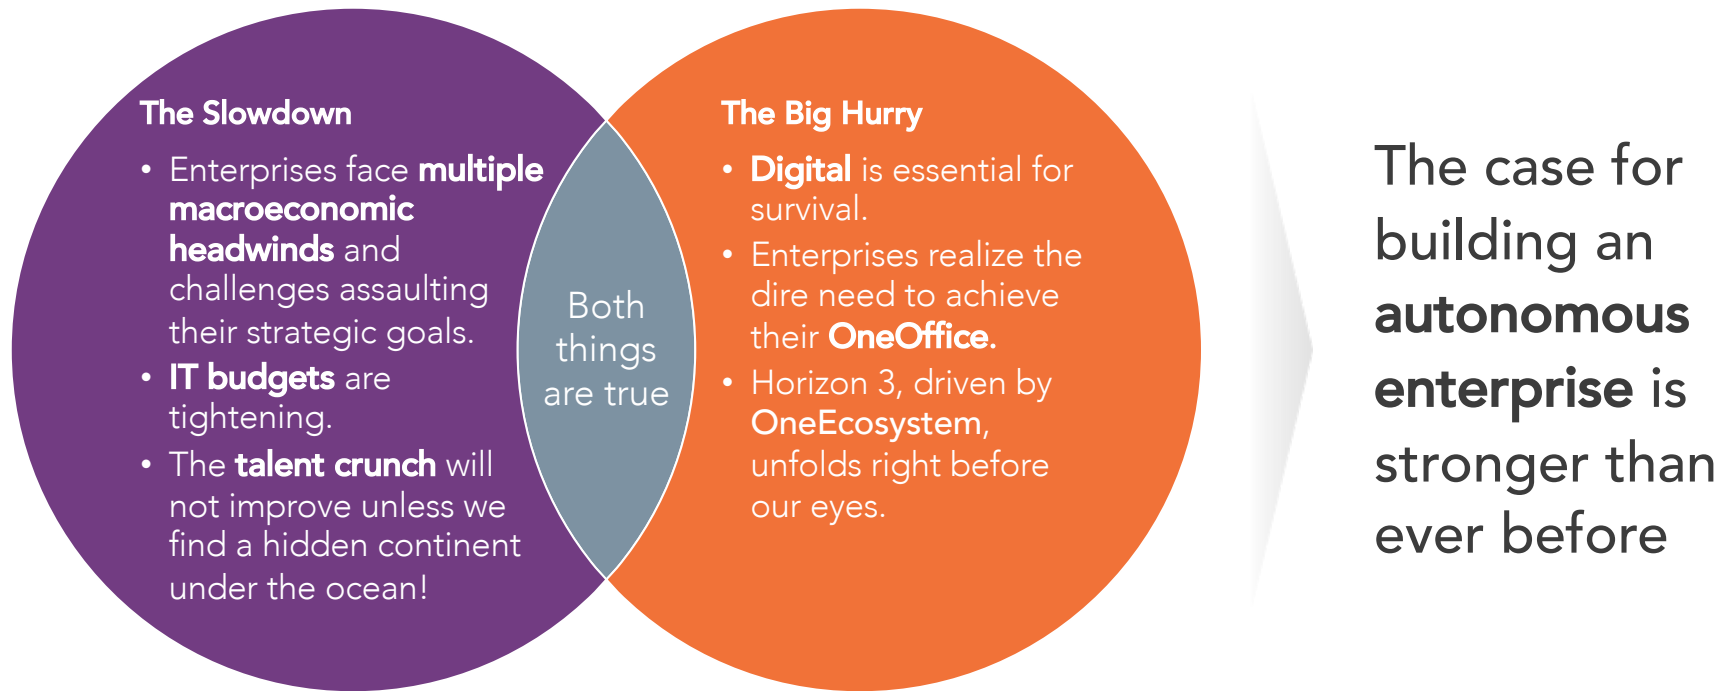 The Slowdown
• Enterprises face multiple
macroeconomic
headwinds and
challenges assaulting
their strategic goals.
• IT budgets are
tightening.
• The talent crunch will
not improve unless we
find a hidden continent
under the ocean!
Both
things
are true
The Big Hurry
• Digital is essential for
survival.
• Enterprises realize the
dire need to achieve
their OneOffice.
• Horizon 3, driven by
OneEcosystem,
unfolds right before
our eyes.
The case for
building an
autonomous
enterprise is
stronger than
ever before